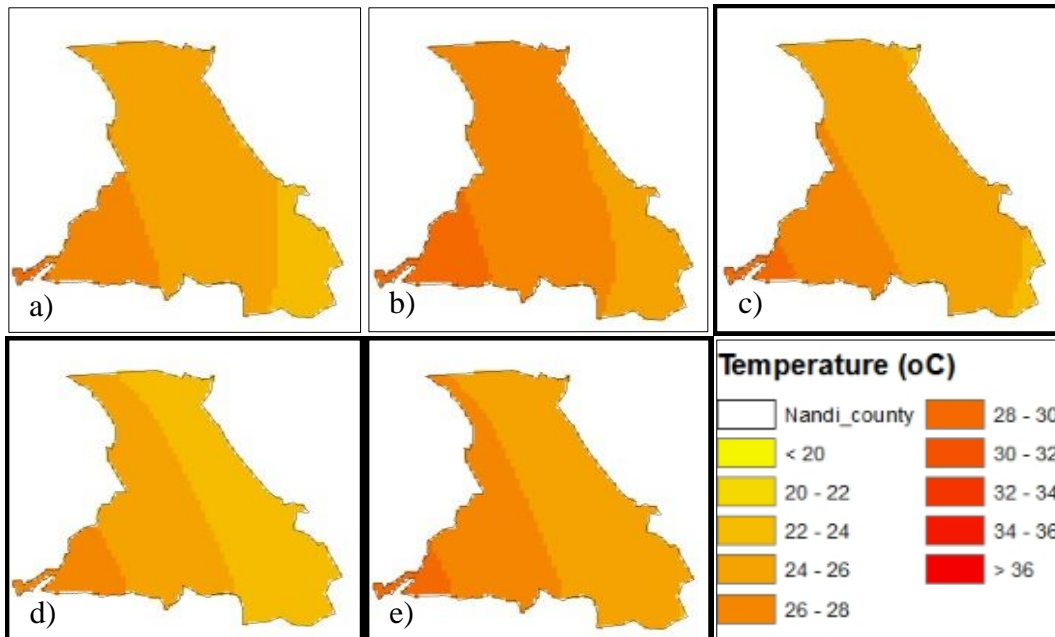 a)
b)
c)
d)
e)
Temperature (oC)
Nandi_county
< 20
20 - 22
22 - 24
24 - 26
26 - 28
28 - 30
30 - 32
32 - 34
34 - 36
> 36